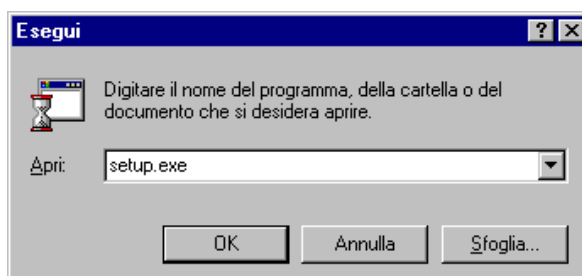 Esegui
Digitare il nome del programma, della cartella o del
documento che si desidera aprire.
Apri: setup.exe
OK Annulla Sfoglia...